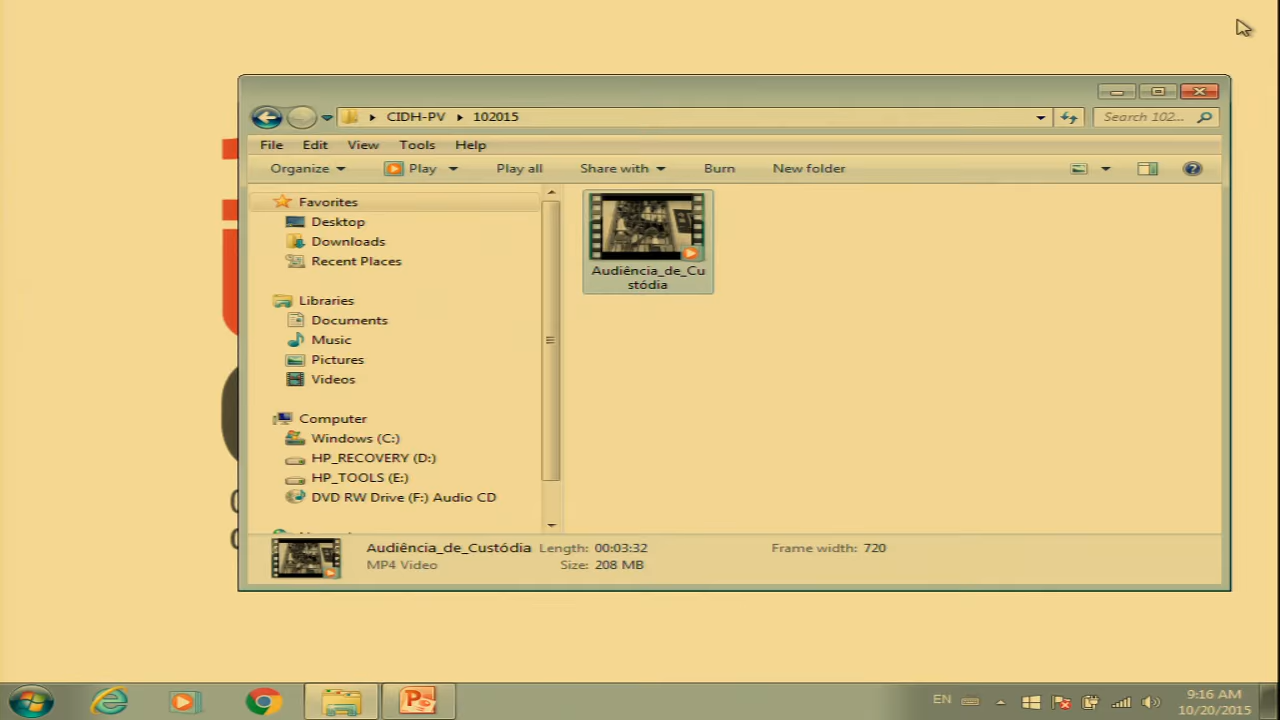 CIDH-PV ▸ 102015
Search 102...
File Edit View Tools Help
Organize Play Play all Share with Burn New folder
Favorites
Desktop
Downloads
Recent Places
Libraries
Documents
Music
Pictures
Videos
Computer
Windows (C:)
HP_RECOVERY (D:)
HP_TOOLS (E:)
DVD RW Drive (F:) Audio CD
Audiência_de_Cu
stódia
Audiência_de_Custódia Length: 00:03:32 Frame width: 720
MP4 Video Size: 208 MB
EN
9:16 AM
10/20/2015